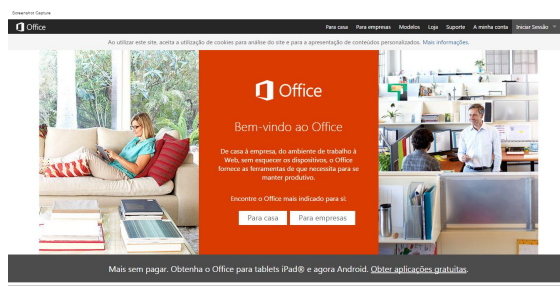 Screenshot Capture
Office Para casa Para empresas Modelos Loja Suporte A minha conta Iniciar Sessão
Ao utilizar este site, aceita a utilização de cookies para análise do site e para a apresentação de conteúdos personalizados. Mais informações.
Office
Bem-vindo ao Office
De casa à empresa, do ambiente de trabalho à
Web, sem esquecer os dispositivos, o Office
fornece as ferramentas de que necessita para se
manter produtivo.
Encontre o Office mais indicado para si:
Para casa Para empresas
Mais sem pagar. Obtenha o Office para tablets iPad® e agora Android. Obter aplicações gratuitas.